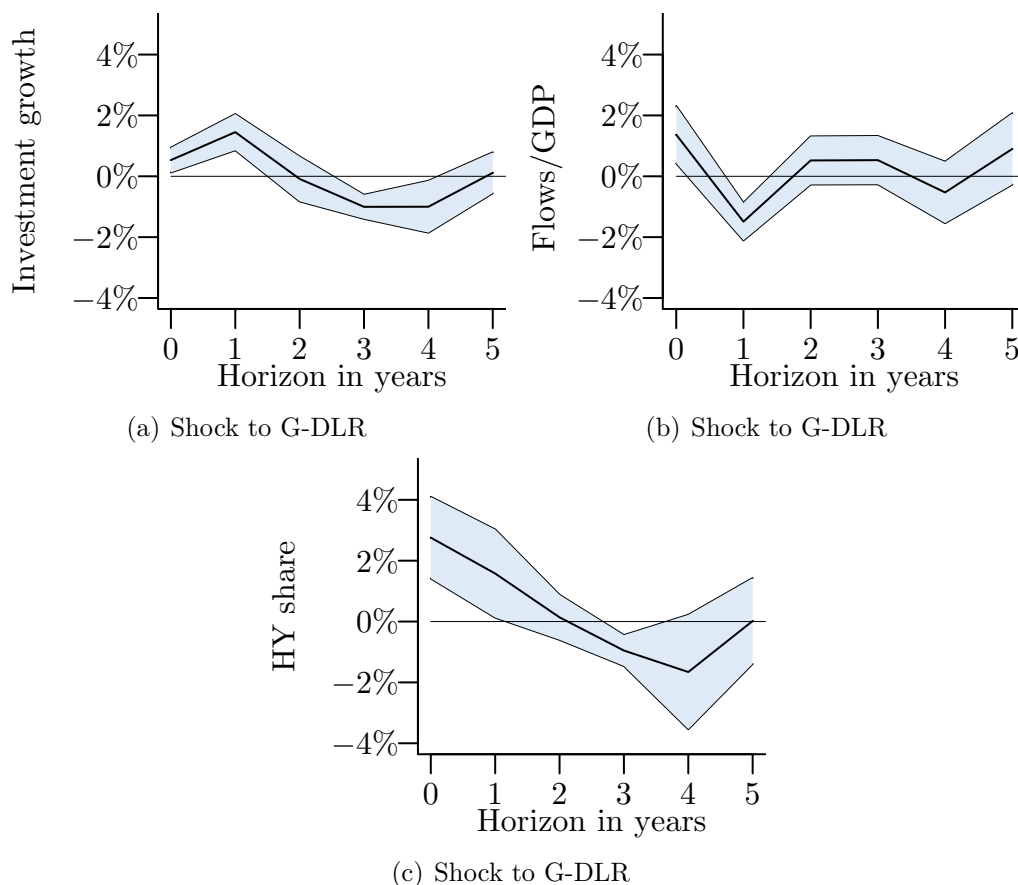 Investment growth
4%
2%
0%
−2%
−4%
0 1 2 3 4 5
Horizon in years
(a) Shock to G-DLR
Flows/GDP
4%
2%
0%
−2%
−4%
0 1 2 3 4 5
Horizon in years
(b) Shock to G-DLR
HY share
4%
2%
0%
−2%
−4%
0 1 2 3 4 5
Horizon in years
(c) Shock to G-DLR